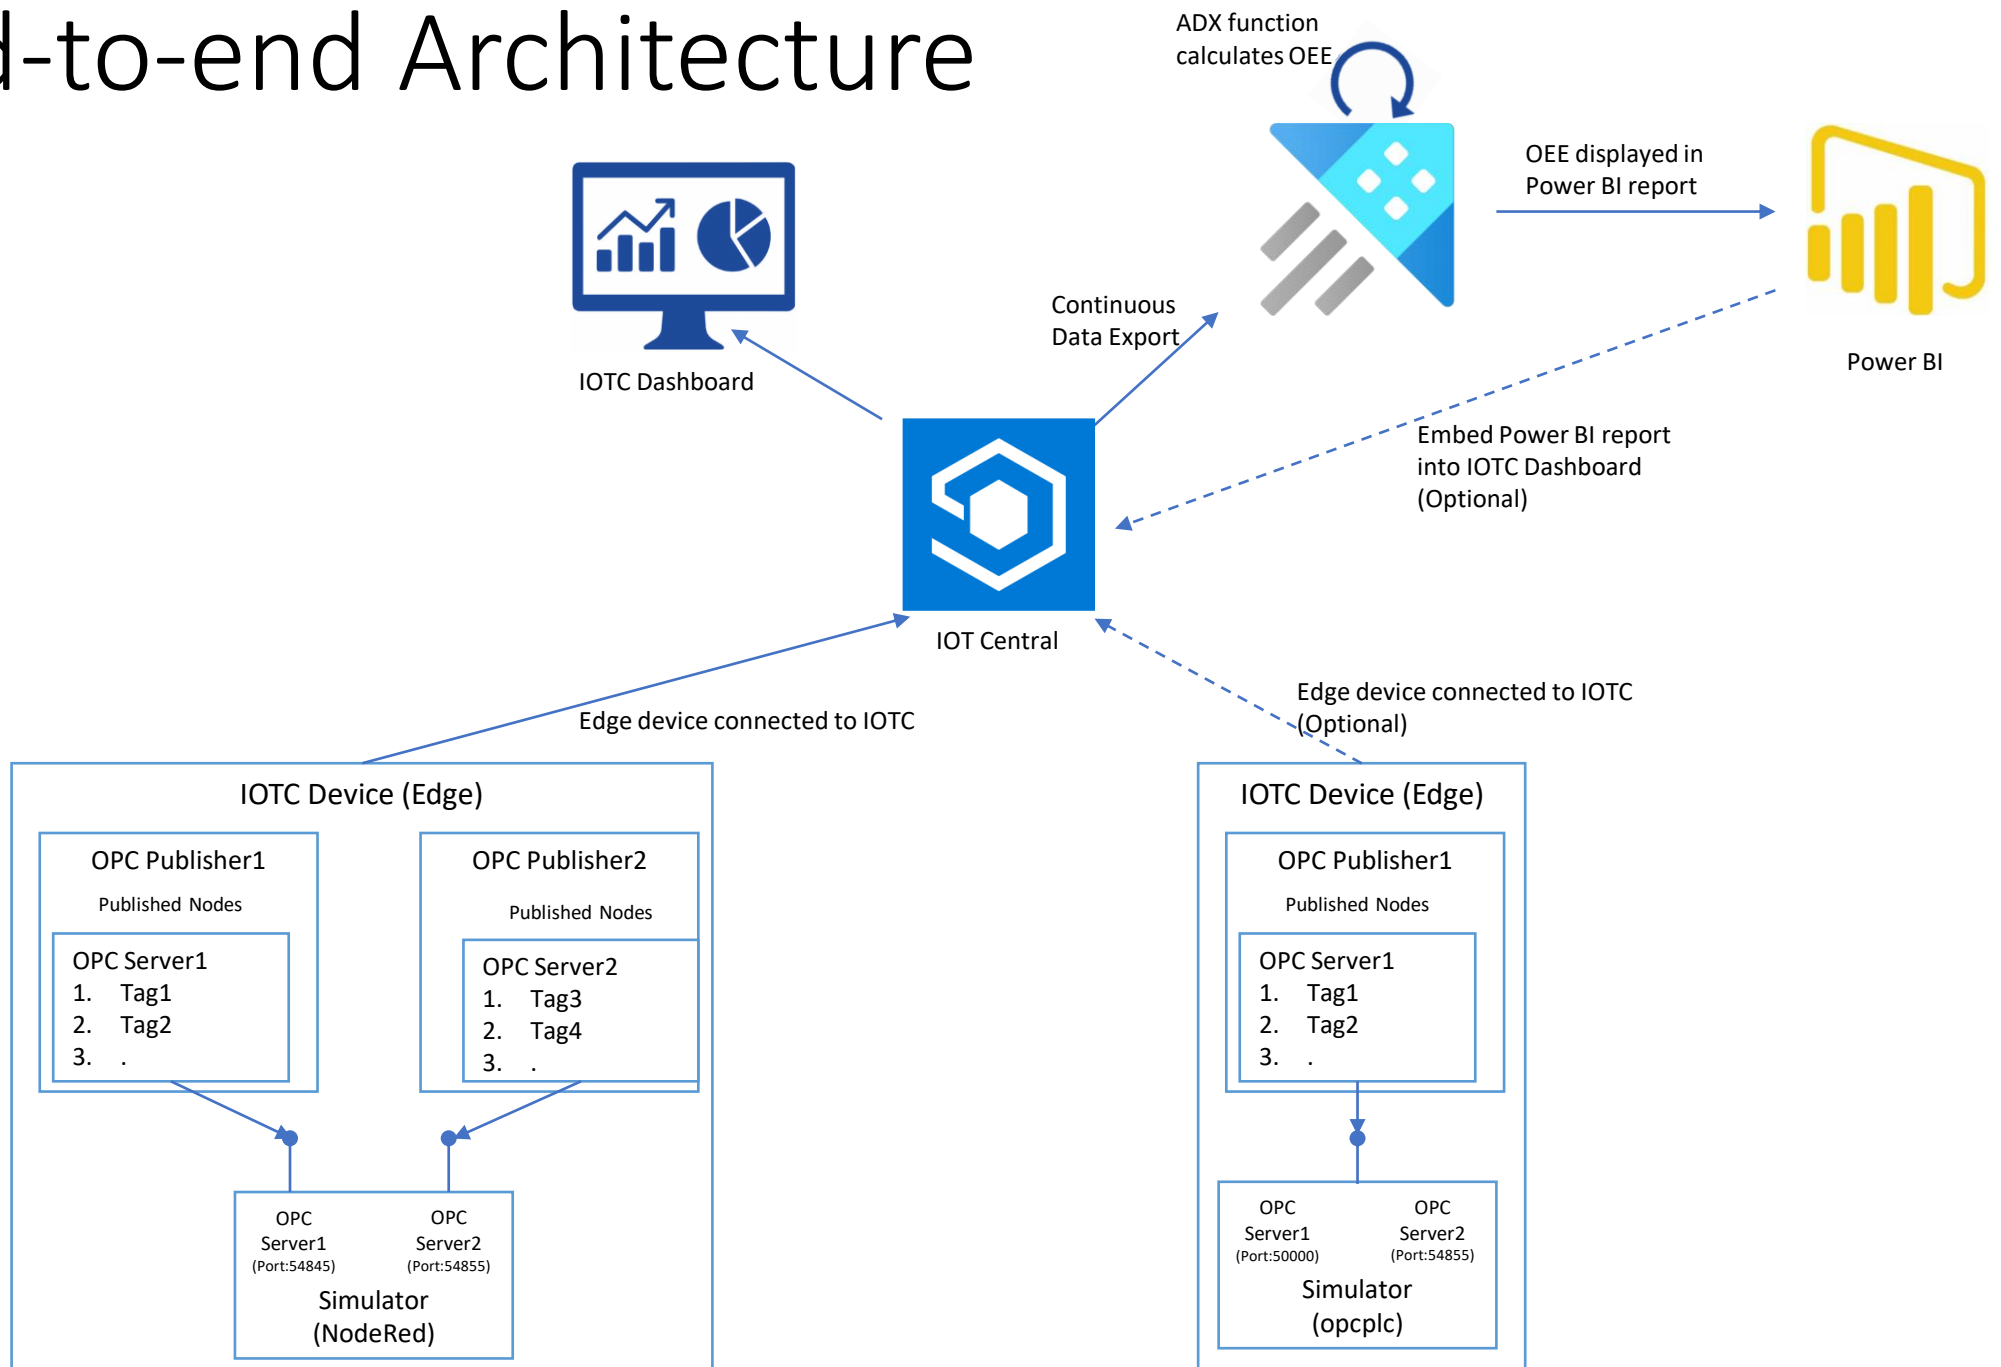 d-to-end Architecture
ADX function
calculates OEE
OEE displayed in
Power BI report
Continuous
Data Export
IOTC Dashboard
Power BI
Embed Power BI report
into IOTC Dashboard
(Optional)
IOT Central
Edge device connected to IOTC
Edge device connected to IOTC
(Optional)
IOTC Device (Edge)
OPC Publisher1
Published Nodes
OPC Server1
1. Tag1
2. Tag2
3. .
OPC Publisher2
Published Nodes
OPC Server2
1. Tag3
2. Tag4
3. .
OPC
Server1
(Port:54845)
OPC
Server2
(Port:54855)
Simulator
(NodeRed)
IOTC Device (Edge)
OPC Publisher1
Published Nodes
OPC Server1
1. Tag1
2. Tag2
3. .
OPC
Server1
(Port:50000)
OPC
Server2
(Port:54855)
Simulator
(opcplc)